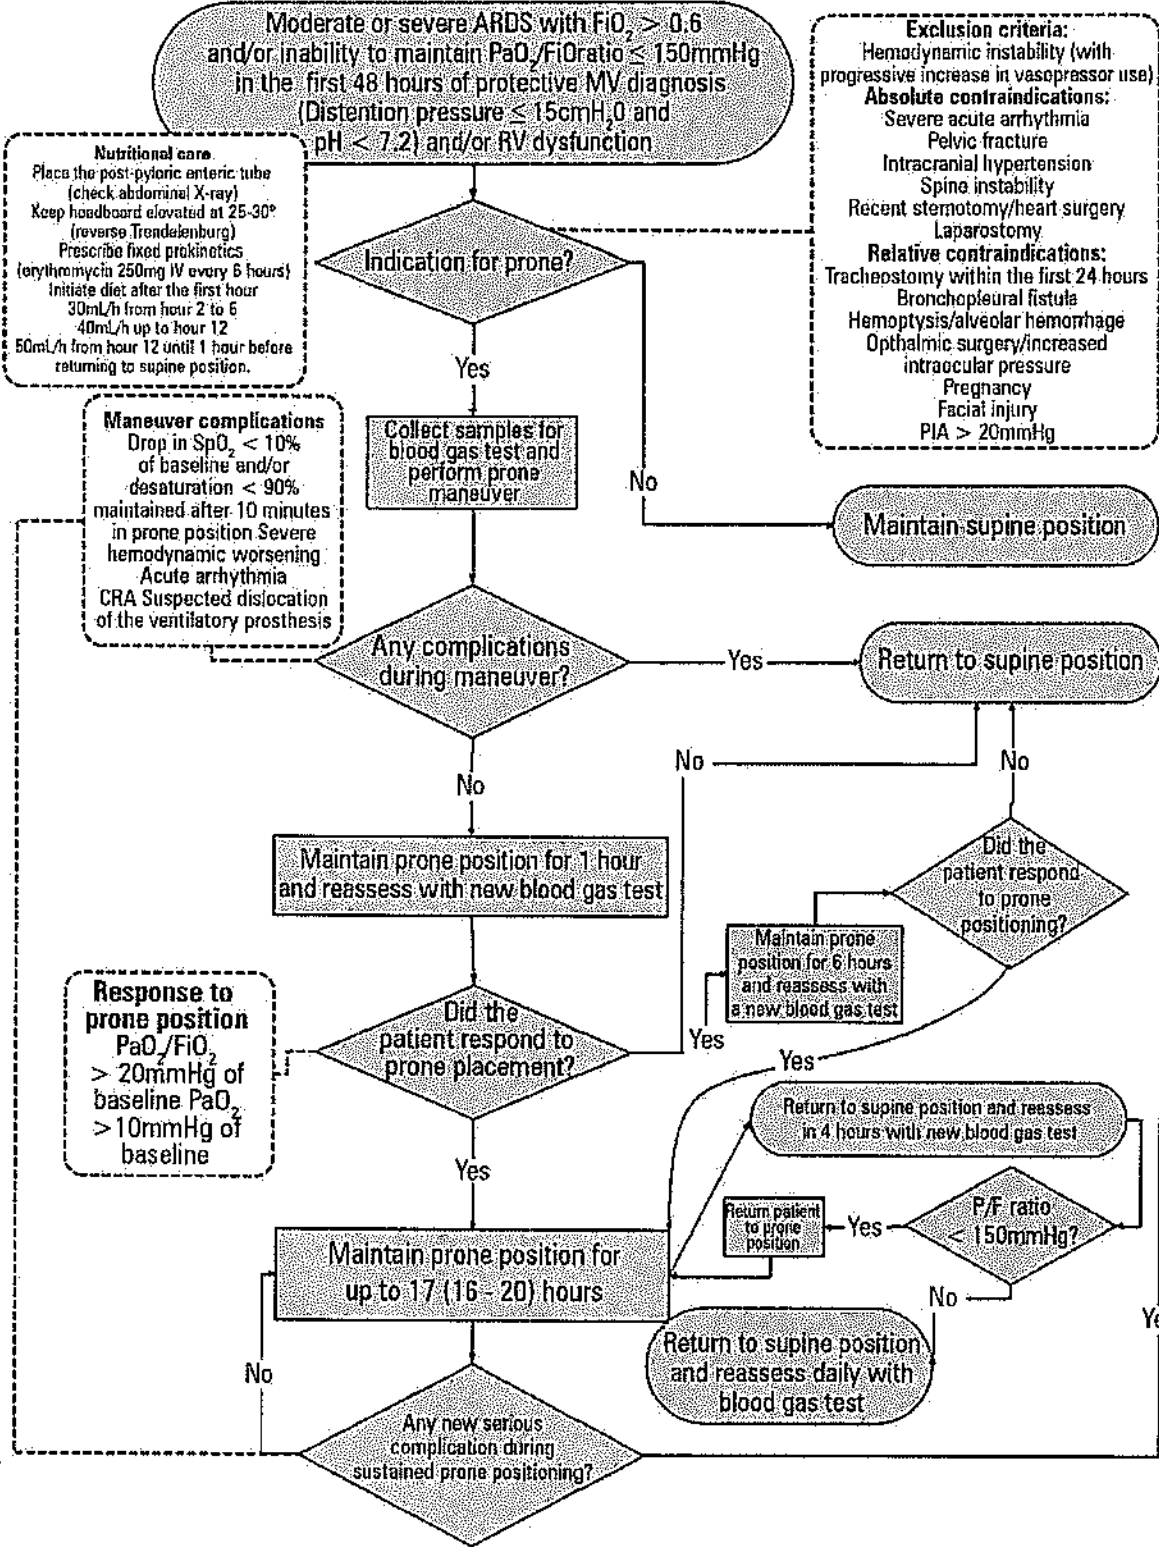 Moderate or severe ARDS with FiO₂ > 0.6
and/or inability to maintain PaO₂/FiOratio ≤ 150mmHg
in the first 48 hours of protective MV diagnosis
(Distention pressure ≤ 15cmH₂0 and
pH < 7.2) and/or RV dysfunction
Exclusion criteria:
Hemodynamic instability (with
progressive increase in vasopressor use)
Absolute contraindications:
Severe acute arrhythmia
Pelvic fracture
Intracranial hypertension
Spine instability
Recent sternotomy/heart surgery
Laparostomy
Relative contraindications:
Tracheostomy within the first 24 hours
Bronchopleural fistula
Hemoptysis/alveolar hemorrhage
Opthalmic surgery/increased
intraocular pressure
Pregnancy
Facial injury
PIA > 20mmHg
Nutritional care
Place the post-pyloric enteric tube
(check abdominal X-ray)
Keep headboard elevated at 25-30°
(reverse Trendelenburg)
Prescribe fixed prokinetics
(erythromycin 250mg IV every 6 hours)
Initiate diet after the first hour
30mL/h from hour 2 to 6
40mL/h up to hour 12
50mL/h from hour 12 until 1 hour before
returning to supine position.
Indication for prone?
Yes
No
Maneuver complications
Drop in SpO₂ < 10%
of baseline and/or
desaturation < 90%
maintained after 10 minutes
in prone position Severe
hemodynamic worsening
Acute arrhythmia
CRA Suspected dislocation
of the ventilatory prosthesis
Collect samples for
blood gas test and
perform prone
maneuver
Maintain supine position
Any complications
during maneuver?
Yes
Return to supine position
No
No
No
Maintain prone position for 1 hour
and reassess with new blood gas test
Did the
patient respond
to prone
positioning?
Maintain prone
position for 6 hours
and reassess with
a new blood gas test
Response to
prone position
PaO₂/FiO₂
> 20mmHg of
baseline PaO₂
>10mmHg of
baseline
Did the
patient respond to
prone placement?
Yes
Yes
Return to supine position and reassess
in 4 hours with new blood gas test
Yes
P/F ratio
< 150mmHg?
Yes
Return patient
to prone
position
Maintain prone position for
up to 17 (16 - 20) hours
No
Ye
Return to supine position
and reassess daily with
blood gas test
No
Any new serious
complication during
sustained prone positioning?